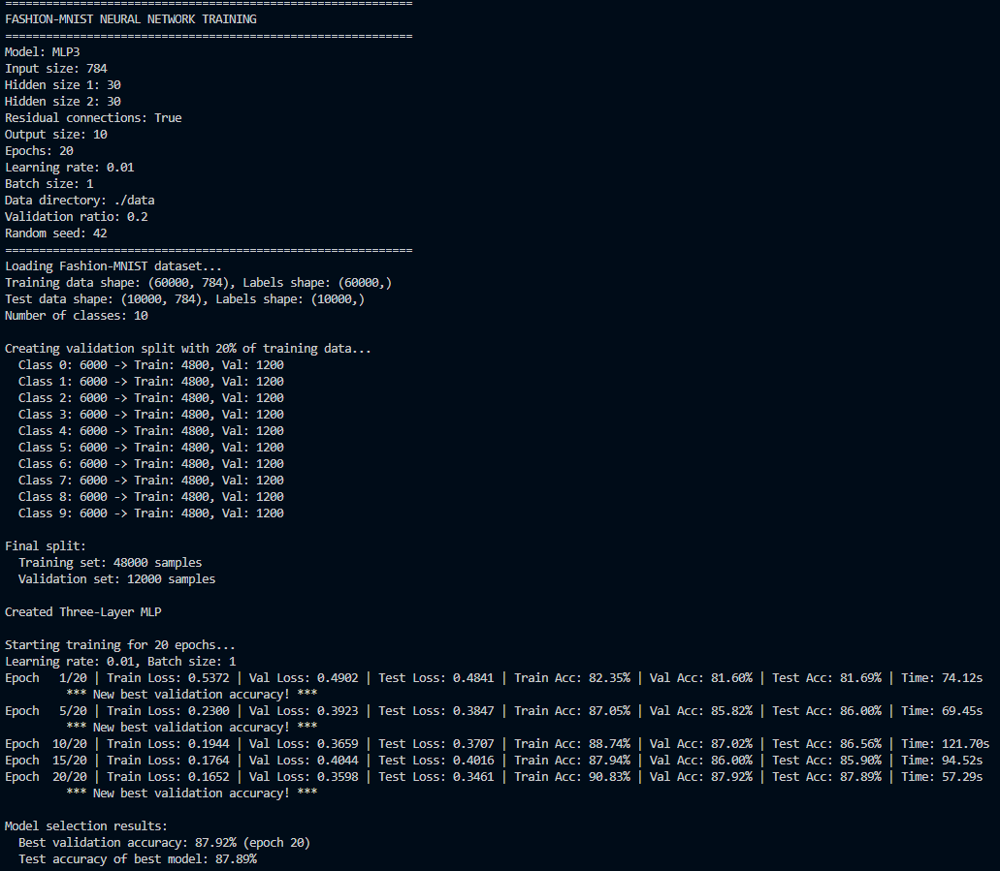 ============================================================
FASHION-MNIST NEURAL NETWORK TRAINING
============================================================
Model: MLP3
Input size: 784
Hidden size 1: 30
Hidden size 2: 30
Residual connections: True
Output size: 10
Epochs: 20
Learning rate: 0.01
Batch size: 1
Data directory: ./data
Validation ratio: 0.2
Random seed: 42
============================================================
Loading Fashion-MNIST dataset...
Training data shape: (60000, 784), Labels shape: (60000,)
Test data shape: (10000, 784), Labels shape: (10000,)
Number of classes: 10

Creating validation split with 20% of training data...
  Class 0: 6000 -> Train: 4800, Val: 1200
  Class 1: 6000 -> Train: 4800, Val: 1200
  Class 2: 6000 -> Train: 4800, Val: 1200
  Class 3: 6000 -> Train: 4800, Val: 1200
  Class 4: 6000 -> Train: 4800, Val: 1200
  Class 5: 6000 -> Train: 4800, Val: 1200
  Class 6: 6000 -> Train: 4800, Val: 1200
  Class 7: 6000 -> Train: 4800, Val: 1200
  Class 8: 6000 -> Train: 4800, Val: 1200
  Class 9: 6000 -> Train: 4800, Val: 1200

Final split:
  Training set: 48000 samples
  Validation set: 12000 samples

Created Three-Layer MLP

Starting training for 20 epochs...
Learning rate: 0.01, Batch size: 1
Epoch   1/20 | Train Loss: 0.5372 | Val Loss: 0.4902 | Test Loss: 0.4841 | Train Acc: 82.35% | Val Acc: 81.60% | Test Acc: 81.69% | Time: 74.12s
         *** New best validation accuracy! ***
Epoch   5/20 | Train Loss: 0.2300 | Val Loss: 0.3923 | Test Loss: 0.3847 | Train Acc: 87.05% | Val Acc: 85.82% | Test Acc: 86.00% | Time: 69.45s
         *** New best validation accuracy! ***
Epoch  10/20 | Train Loss: 0.1944 | Val Loss: 0.3659 | Test Loss: 0.3707 | Train Acc: 88.74% | Val Acc: 87.02% | Test Acc: 86.56% | Time: 121.70s
Epoch  15/20 | Train Loss: 0.1764 | Val Loss: 0.4044 | Test Loss: 0.4016 | Train Acc: 87.94% | Val Acc: 86.00% | Test Acc: 85.90% | Time: 94.52s
Epoch  20/20 | Train Loss: 0.1652 | Val Loss: 0.3598 | Test Loss: 0.3461 | Train Acc: 90.83% | Val Acc: 87.92% | Test Acc: 87.89% | Time: 57.29s
         *** New best validation accuracy! ***

Model selection results:
  Best validation accuracy: 87.92% (epoch 20)
  Test accuracy of best model: 87.89%